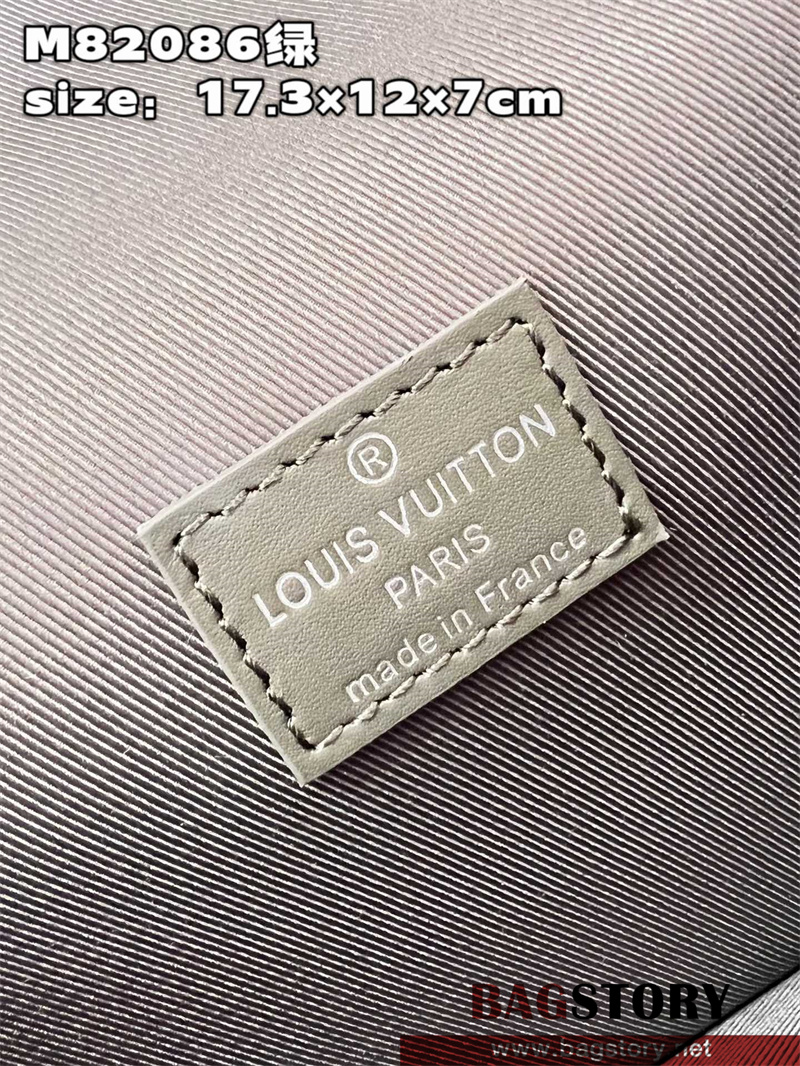 M82086绿
size：17.3×12×7cm
®
LOUIS VUITTON
PARIS
made in France
BAGSTORY
www.bagstory.net